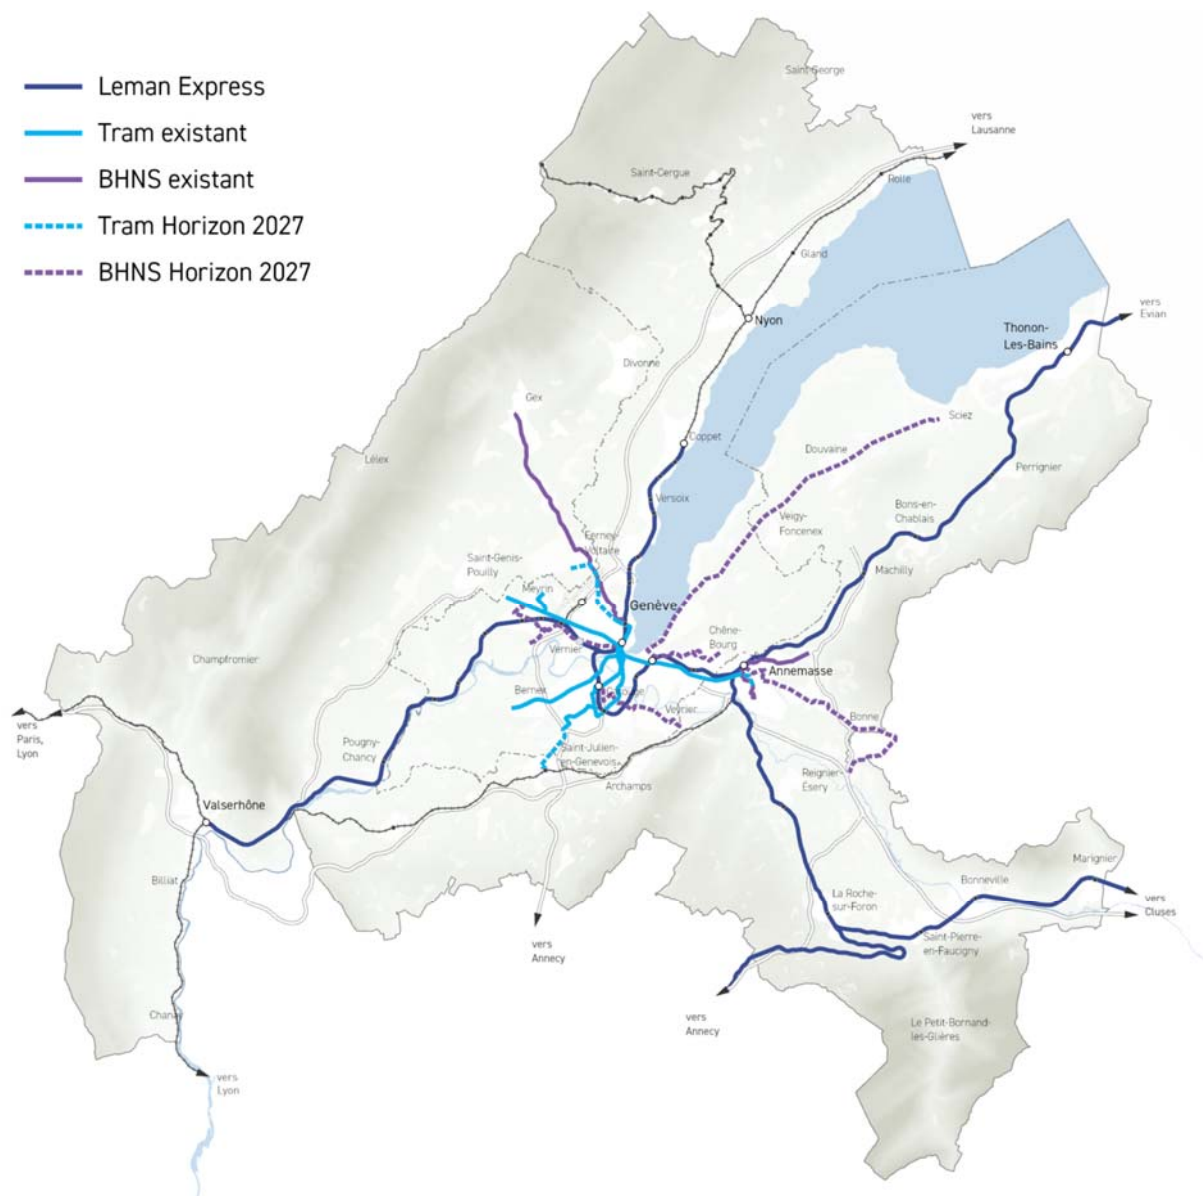 Leman Express
Tram existant
BHNS existant
Tram Horizon 2027
BHNS Horizon 2027
Saint-George
vers
Lausanne
Saint-Cergue
Rolle
Gland
Nyon
vers
Evian
Thonon-
Les-Bains
Divonne
Gex
Sciez
Coppet
Douvaine
Lélex
Perrignier
Versoix
Bons-en-
Chablais
Veigy-
Foncenex
Ferney-
Voltaire
Saint-Genis-
Pouilly
Machilly
Meyrin
Genève
Chêne-
Bourg
Vernier
Champfromier
Annemasse
Bernex
Carouge
Veyrier
Bonne
vers
Paris,
Lyon
Pougny-
Chancy
Saint-Julien-
en-Genevois
Reignier-
Ésery
Archamps
Valserhône
Marignier
Billiat
Bonneville
La Roche-
sur-Foron
vers
Cluses
Saint-Pierre-
en-Faucigny
vers
Annecy
Chanay
vers
Annecy
Le Petit-Bornand-
les-Glières
vers
Lyon